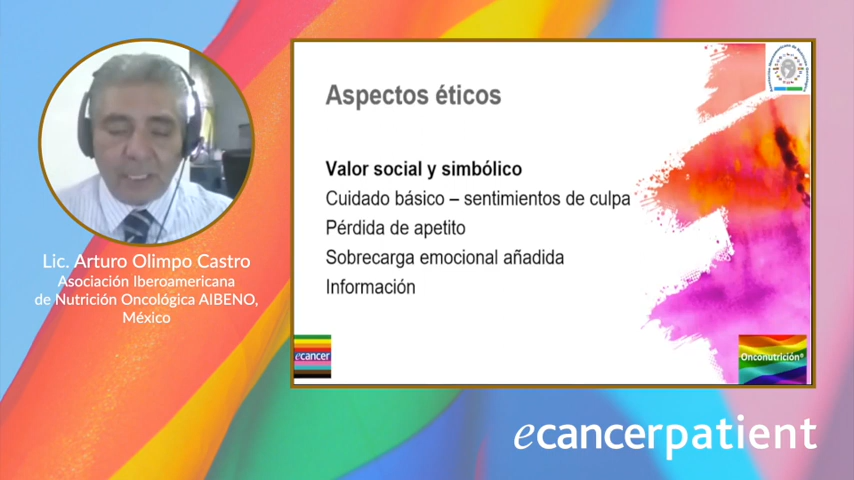 Aspectos éticos
Valor social y simbólico
Cuidado básico – sentimientos de culpa
Pérdida de apetito
Sobrecarga emocional añadida
Información
Lic. Arturo Olimpo Castro
Asociación Iberoamericana
de Nutrición Oncológica AIBENO,
México
ecancer
Onconutrición®
ecancerpatient